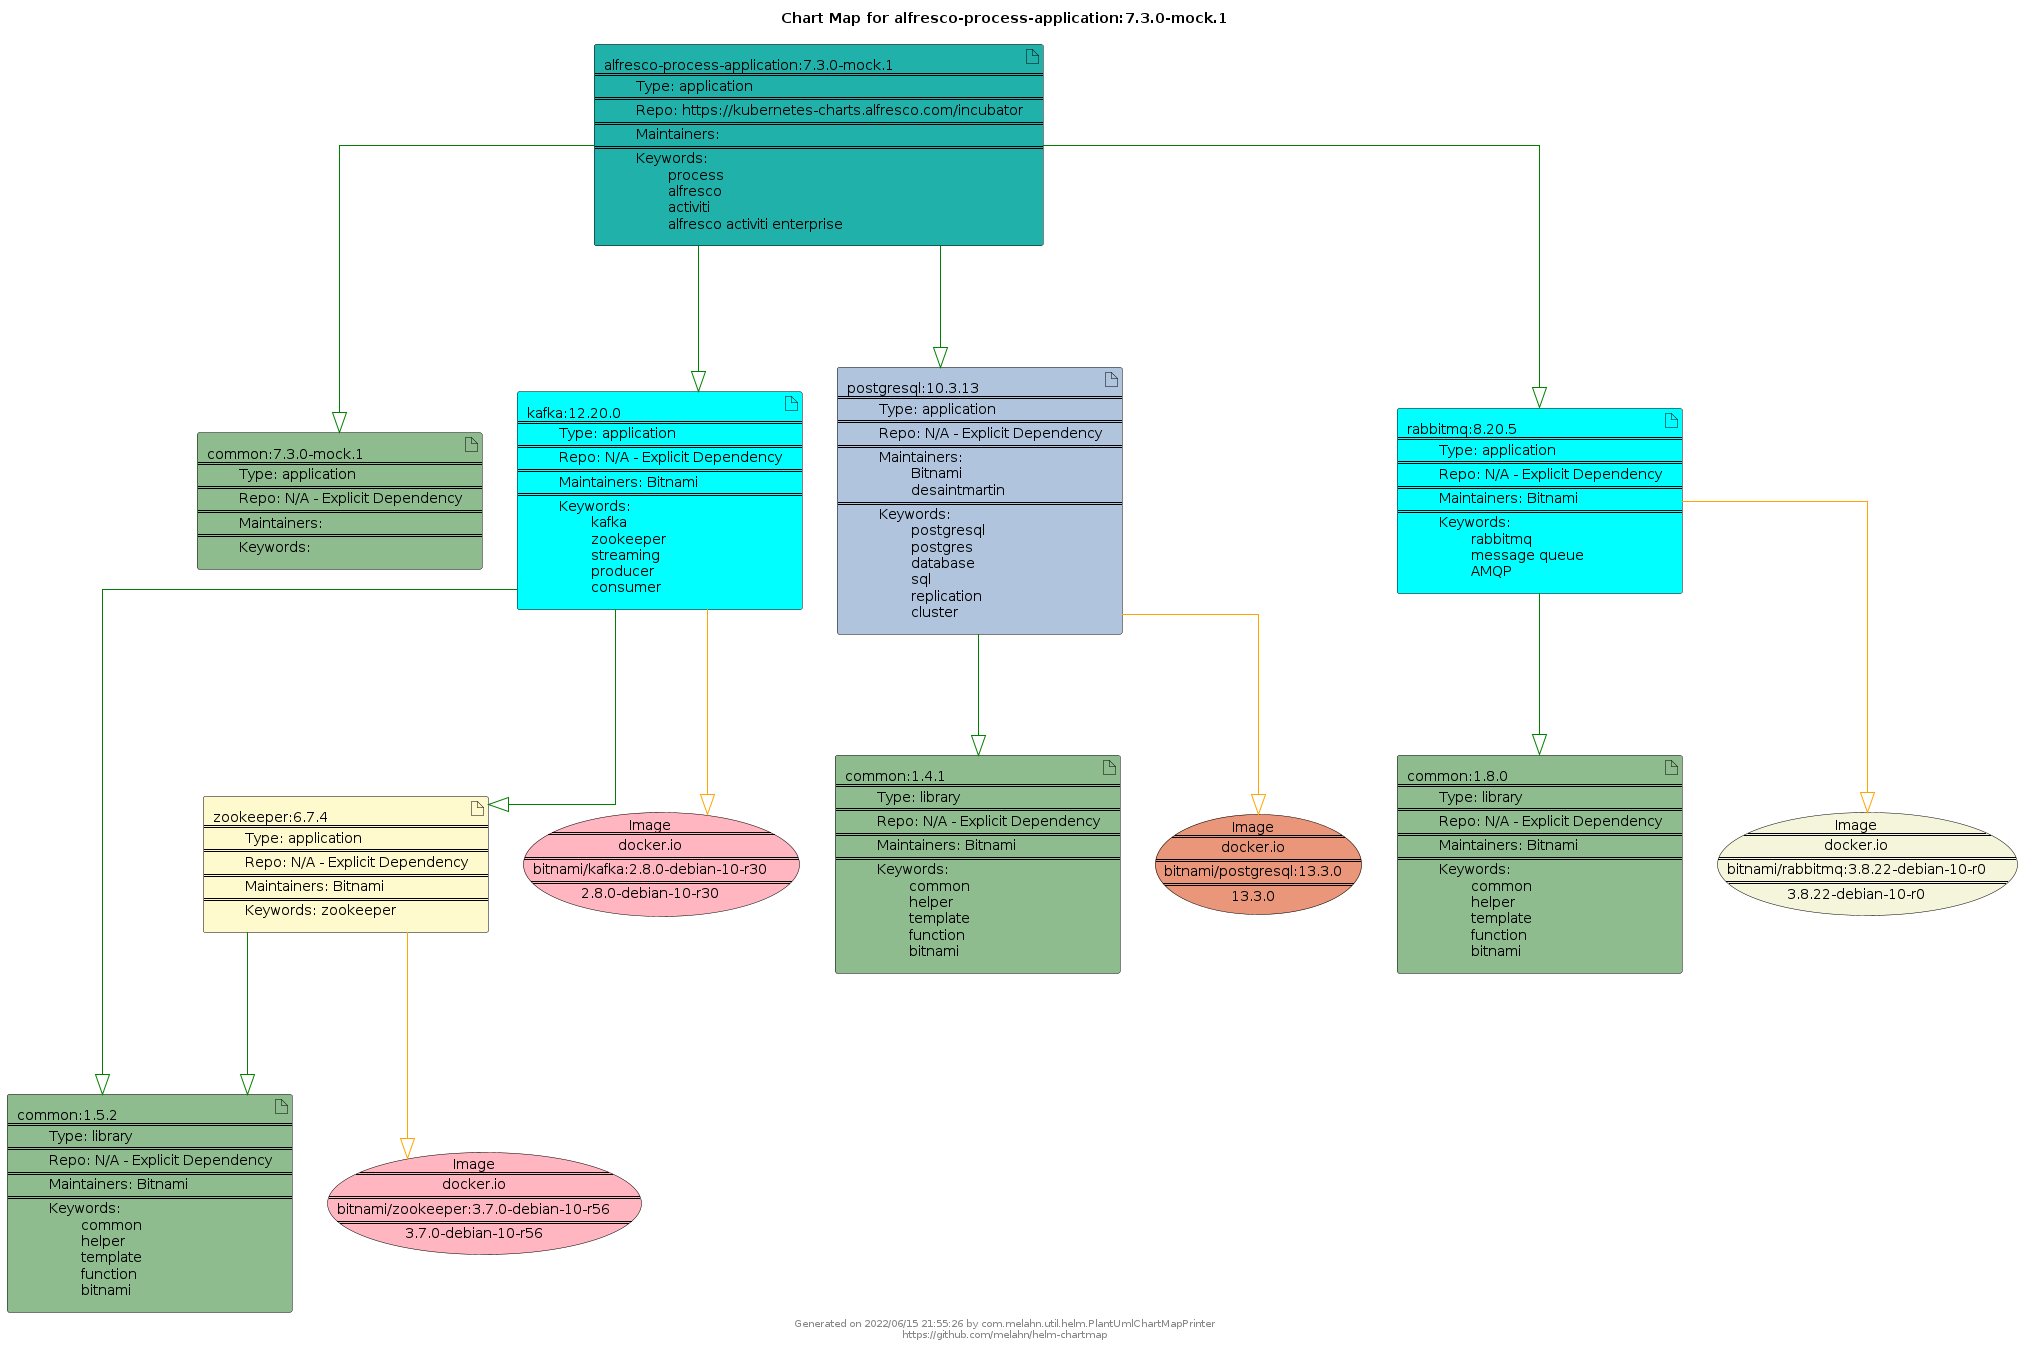 Chart Map for alfresco-process-application:7.3.0-mock.1
alfresco-process-application:7.3.0-mock.1
Type: application
Repo: https://kubernetes-charts.alfresco.com/incubator
Maintainers:
Keywords:
process
alfresco
activiti
alfresco activiti enterprise
common:7.3.0-mock.1
Type: application
Repo: N/A - Explicit Dependency
Maintainers:
Keywords:
kafka:12.20.0
Type: application
Repo: N/A - Explicit Dependency
Maintainers: Bitnami
Keywords:
kafka
zookeeper
streaming
producer
consumer
postgresql:10.3.13
Type: application
Repo: N/A - Explicit Dependency
Maintainers:
Bitnami
desaintmartin
Keywords:
postgresql
postgres
database
sql
replication
cluster
rabbitmq:8.20.5
Type: application
Repo: N/A - Explicit Dependency
Maintainers: Bitnami
Keywords:
rabbitmq
message queue
AMQP
zookeeper:6.7.4
Type: application
Repo: N/A - Explicit Dependency
Maintainers: Bitnami
Keywords: zookeeper
Image
docker.io
bitnami/kafka:2.8.0-debian-10-r30
2.8.0-debian-10-r30
common:1.4.1
Type: library
Repo: N/A - Explicit Dependency
Maintainers: Bitnami
Keywords:
common
helper
template
function
bitnami
Image
docker.io
bitnami/postgresql:13.3.0
13.3.0
common:1.8.0
Type: library
Repo: N/A - Explicit Dependency
Maintainers: Bitnami
Keywords:
common
helper
template
function
bitnami
Image
docker.io
bitnami/rabbitmq:3.8.22-debian-10-r0
3.8.22-debian-10-r0
common:1.5.2
Type: library
Repo: N/A - Explicit Dependency
Maintainers: Bitnami
Keywords:
common
helper
template
function
bitnami
Image
docker.io
bitnami/zookeeper:3.7.0-debian-10-r56
3.7.0-debian-10-r56
Generated on 2022/06/15 21:55:26 by com.melahn.util.helm.PlantUmlChartMapPrinter
https://github.com/melahn/helm-chartmap